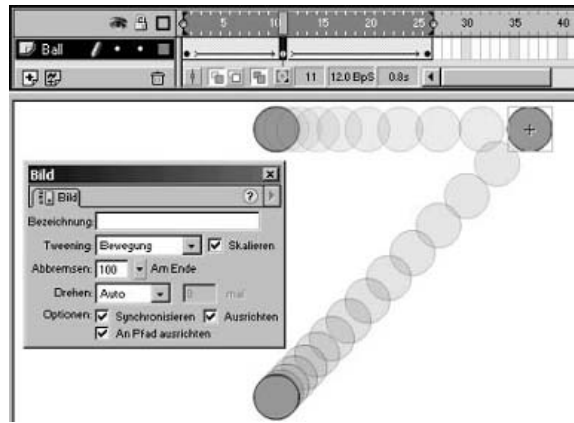 5 10 15 20 25 30 35 40
Ball
11 12.0 BpS 0.8s
Bild
Bild
?
Bezeichnung:
Tweening: Bewegung Skalieren
Abbremsen: 100 Am Ende
Drehen: Auto 0 mal
Optionen: Synchronisieren Ausrichten
An Pfad ausrichten